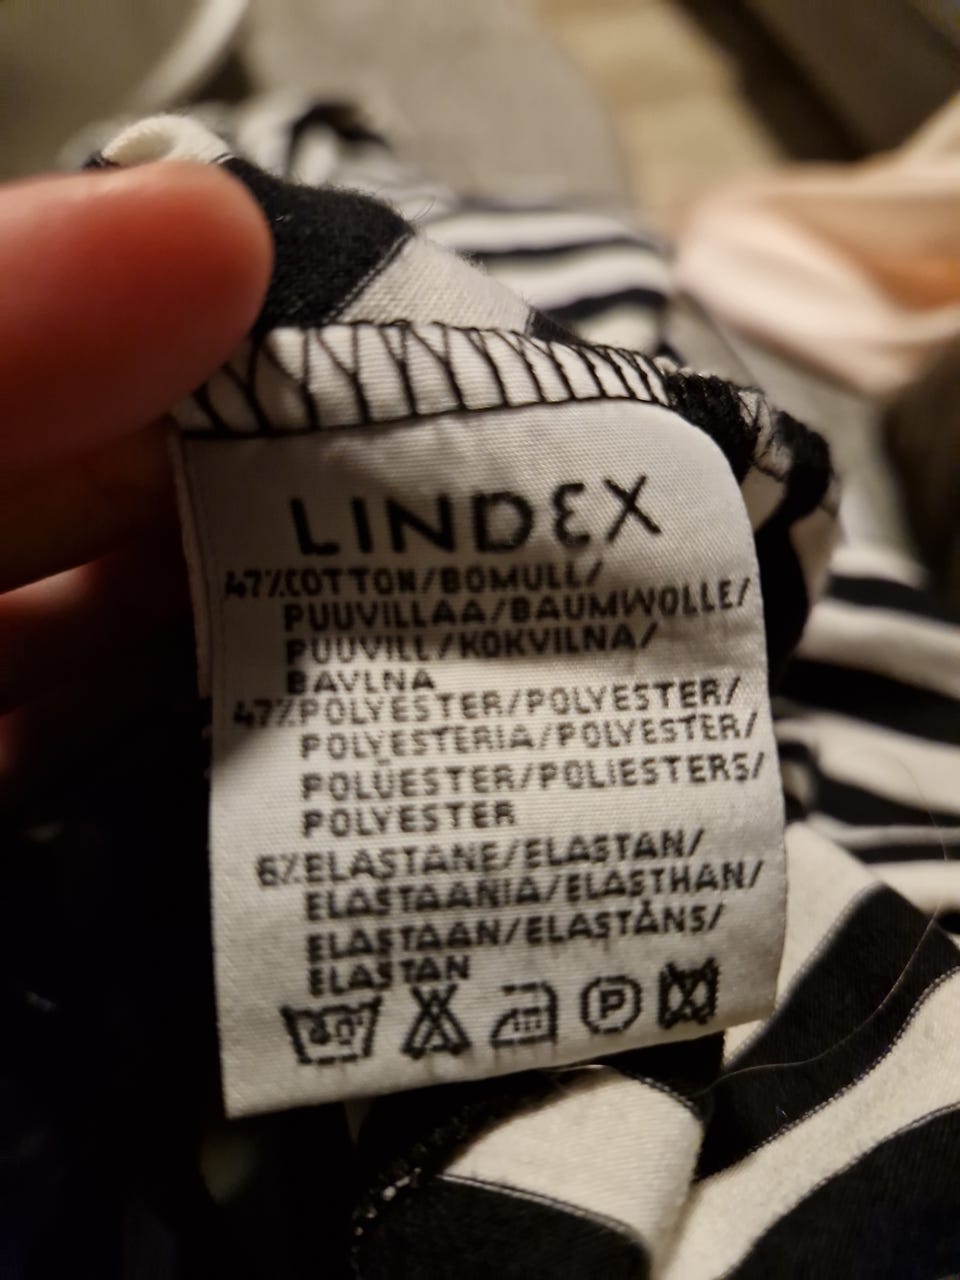 LINDEX
47%COTTON/BOMULL/
PUUVILLAA/BAUMWOLLE/
PUUVILL/KOKVILNA/
BAVLNA
47%POLYESTER/POLYESTER/
POLYESTERIA/POLYESTER/
POLÜESTER/POLIESTERS/
POLYESTER
6%ELASTANE/ELASTAN/
ELASTAANIA/ELASTHAN/
ELASTAAN/ELASTÅNS/
ELASTAN
P